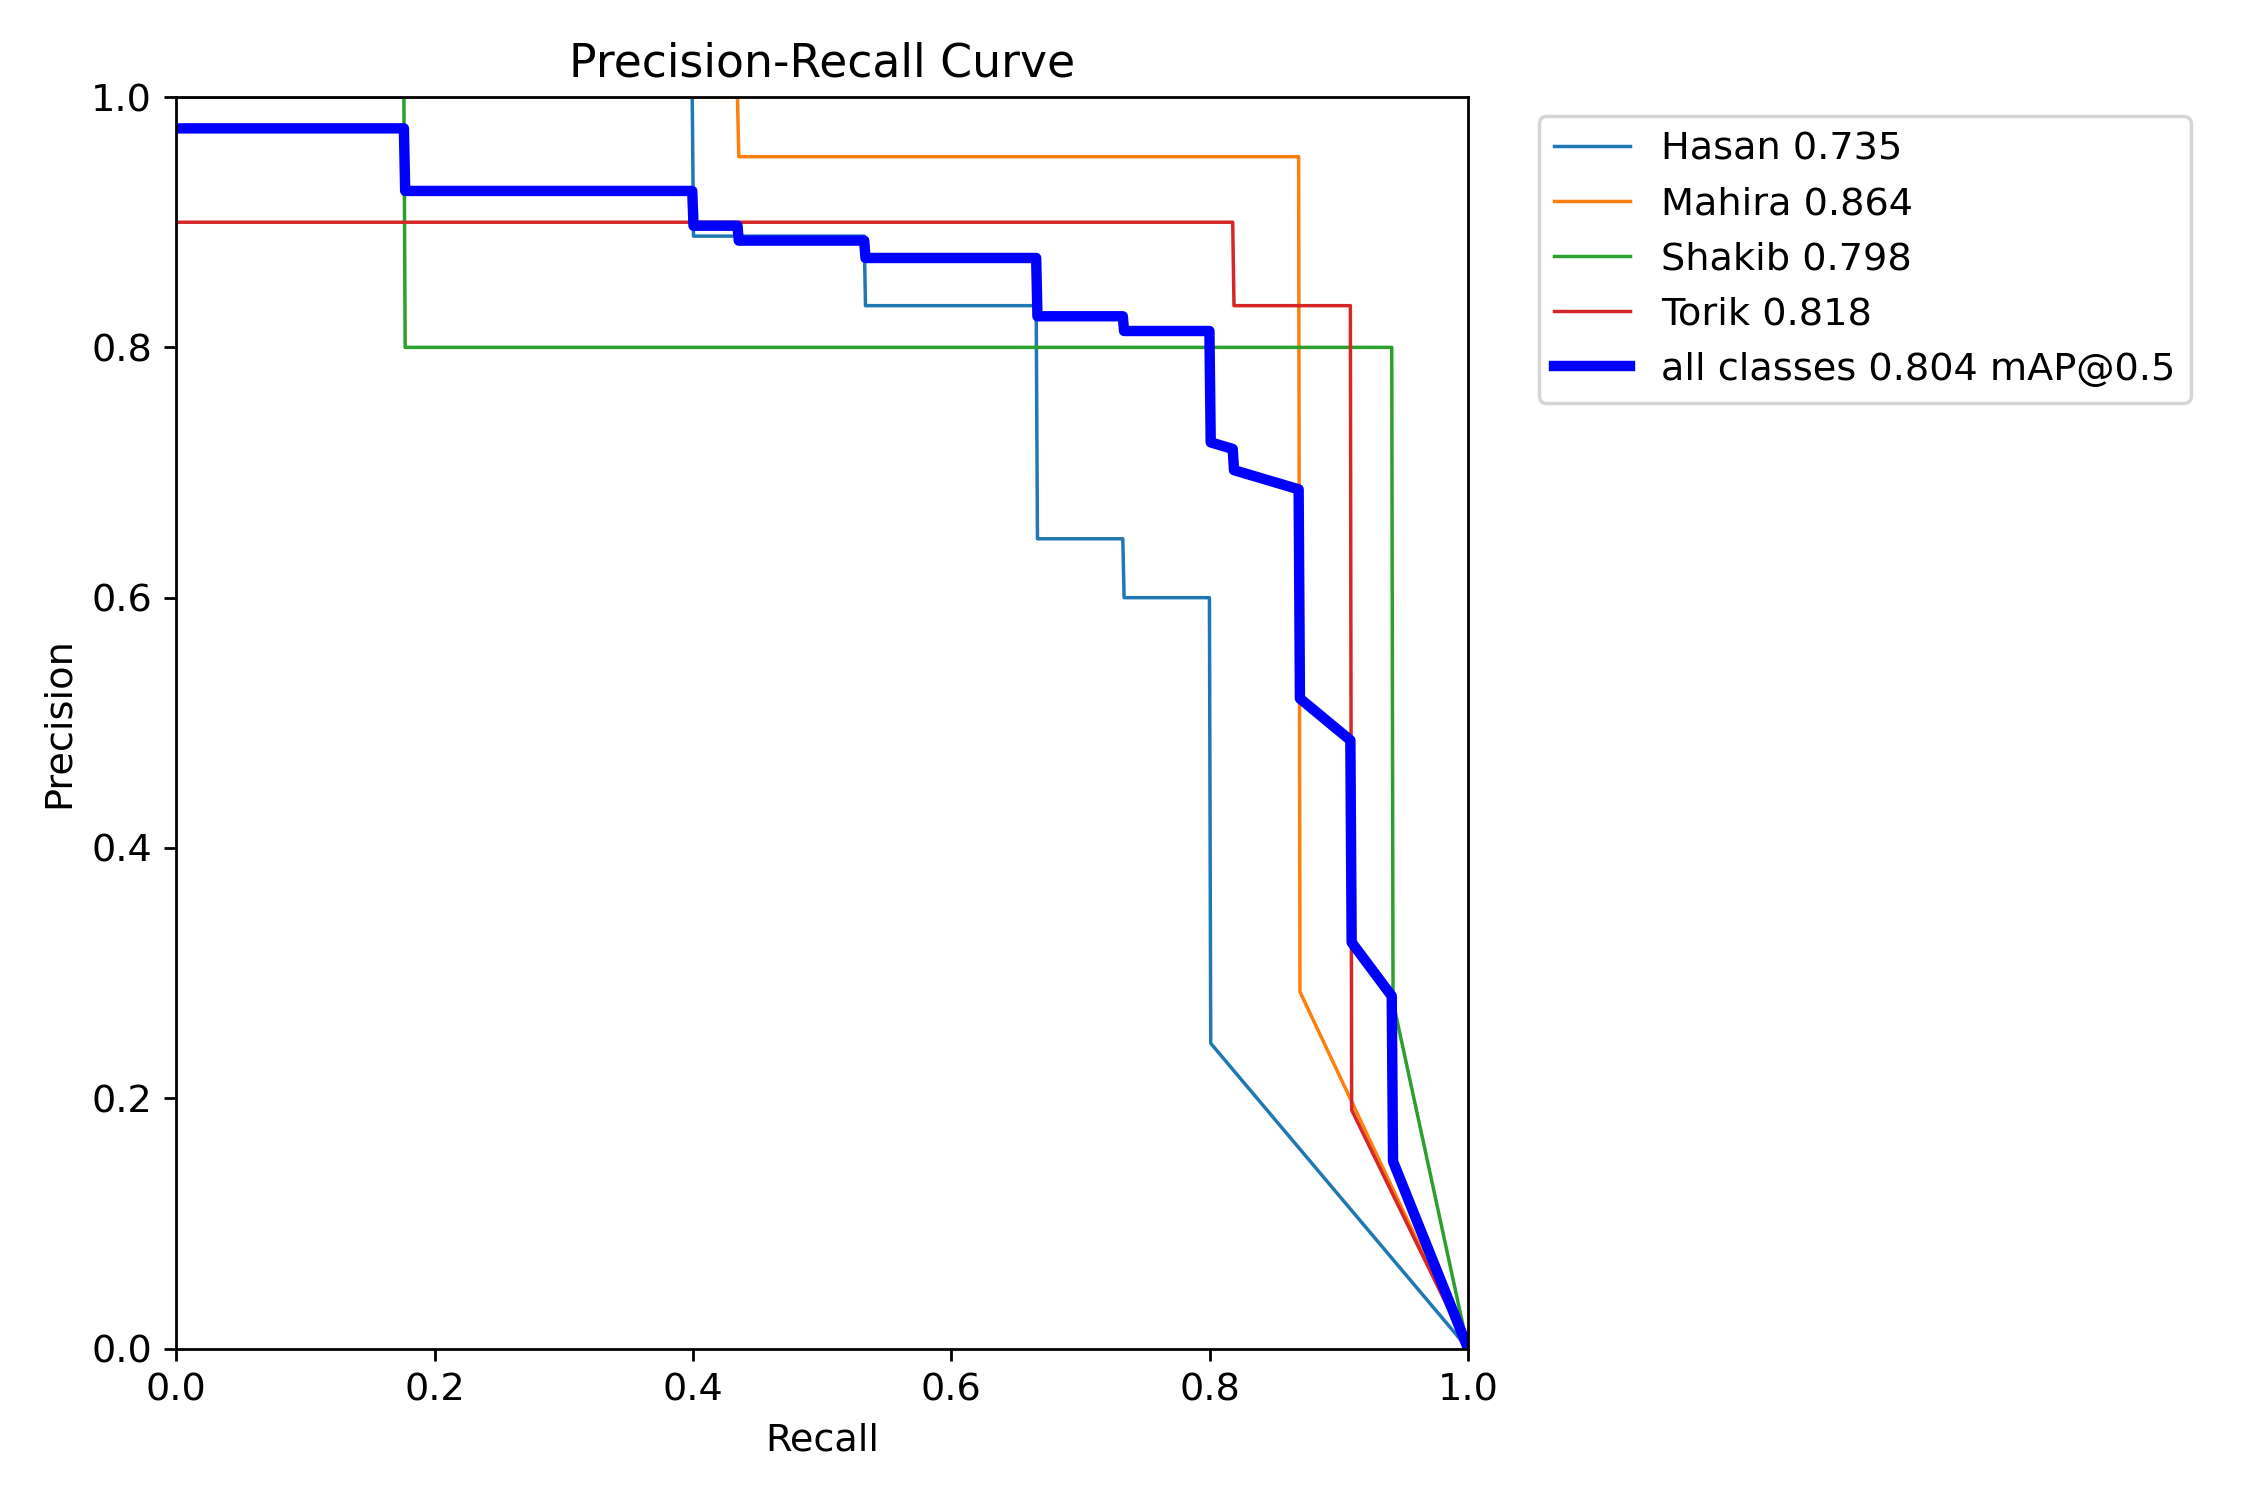 Precision-Recall Curve
1.0
0.8
0.6
0.4
0.2
0.0
Precision
0.0 0.2 0.4 0.6 0.8 1.0
Recall
Hasan 0.735
Mahira 0.864
Shakib 0.798
Torik 0.818
all classes 0.804 mAP@0.5